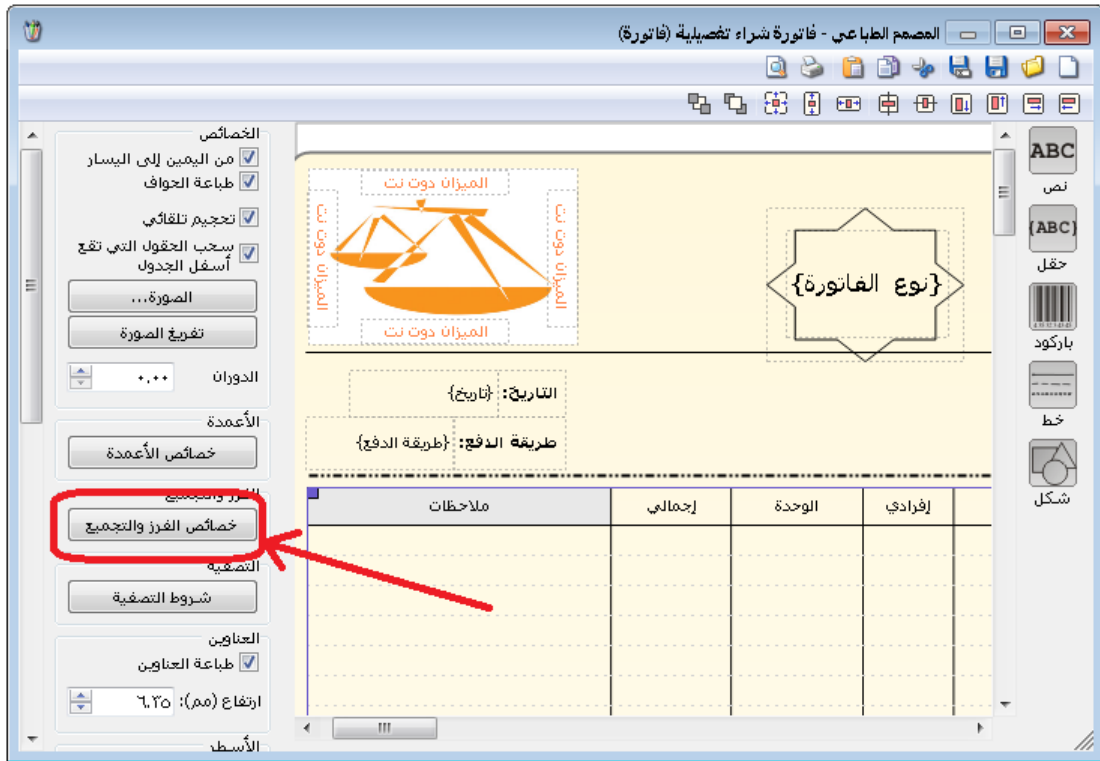 المصمم الطباعي - فاتورة شراء تفصيلية (فاتورة)
ABC
نص
{ABC}
حقل
باركود
خط
شكل
الميزان دوت نت
الميزان دوت نت
الميزان دوت نت
الميزان دوت نت
{نوع الفاتورة}
التاريخ: {تاريخ}
طريقة الدفع: {طريقة الدفع}
إفرادي الوحدة إجمالي ملاحظات
الخصائص
من اليمين إلى اليسار
طباعة الحواف
تحجيم تلقائي
سحب الحقول التي تقع
أسفل الجدول
الصورة...
تفريغ الصورة
الدوران ٠,٠٠
الأعمدة
خصائص الأعمدة
الفرز والتجميع
خصائص الفرز والتجميع
التصفية
شروط التصفية
العناوين
طباعة العناوين
ارتفاع (مم): ٦,٣٥
الأسطر